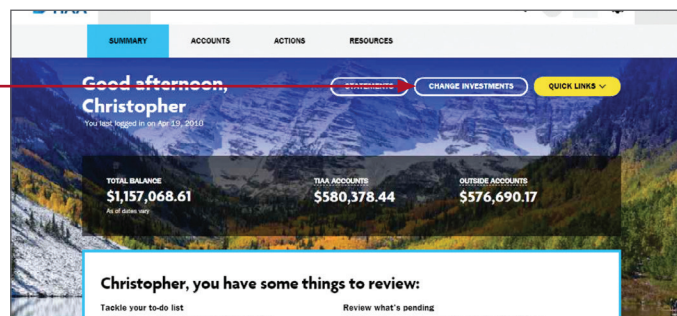 SUMMARY ACCOUNTS ACTIONS RESOURCES
Good afternoon,
Christopher
You last logged in on Apr 19, 2018
STATEMENTS CHANGE INVESTMENTS QUICK LINKS
TOTAL BALANCE
$1,157,068.61
As of dates vary
TIAA ACCOUNTS
$580,378.44
OUTSIDE ACCOUNTS
$576,690.17
Christopher, you have some things to review:
Tackle your to-do list Review what's pending